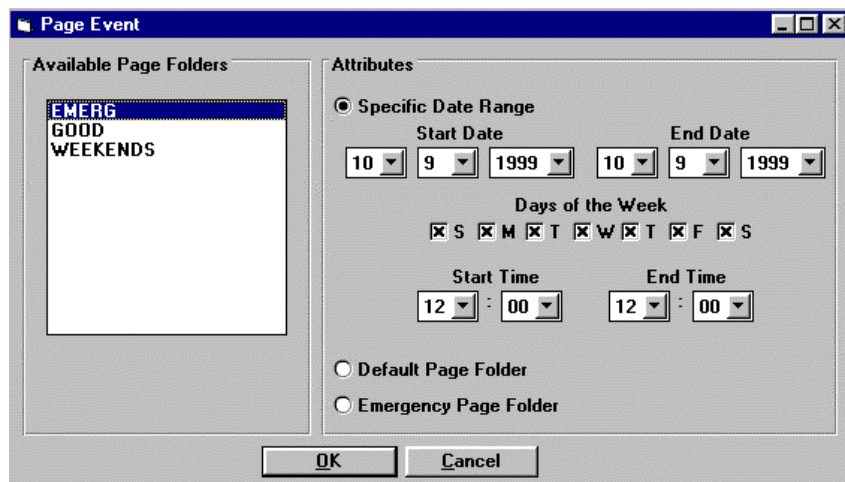 Page Event
Available Page Folders
EMERG
GOOD
WEEKENDS
Attributes
Specific Date Range
Start Date End Date
10 9 1999 10 9 1999
Days of the Week
S M T W T F S
Start Time End Time
12 : 00 12 : 00
Default Page Folder
Emergency Page Folder
OK Cancel